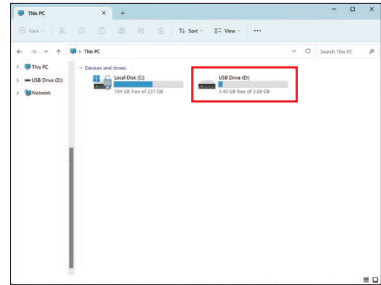 This PC
New
Sort
View
This PC
Search This PC
This PC
USB Drive (D:)
Network
Devices and drives
Local Disk (C:)
104 GB free of 237 GB
USB Drive (D:)
3.49 GB free of 3.69 GB